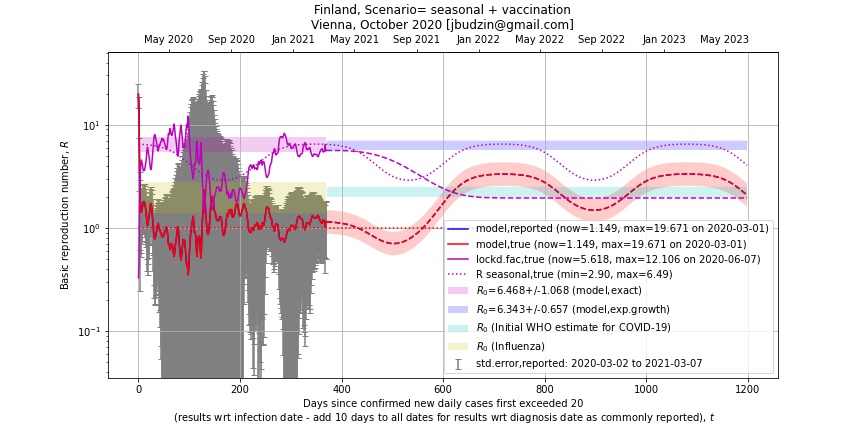 Finland, Scenario= seasonal + vaccination
Vienna, October 2020 [jbudzin@gmail.com]
May 2020 Sep 2020 Jan 2021 May 2021 Sep 2021 Jan 2022 May 2022 Sep 2022 Jan 2023 May 2023
Basic reproduction number, R
10¹
10⁰
10⁻¹
model,reported (now=1.149, max=19.671 on 2020-03-01)
model,true (now=1.149, max=19.671 on 2020-03-01)
lockd.fac,true (now=5.618, max=12.106 on 2020-06-07)
R seasonal,true (min=2.90, max=6.49)
R₀=6.468+/-1.068 (model,exact)
R₀=6.343+/-0.657 (model,exp.growth)
R₀ (Initial WHO estimate for COVID-19)
R₀ (Influenza)
std.error,reported: 2020-03-02 to 2021-03-07
0 200 400 600 800 1000 1200
Days since confirmed new daily cases first exceeded 20
(results wrt infection date - add 10 days to all dates for results wrt diagnosis date as commonly reported), t